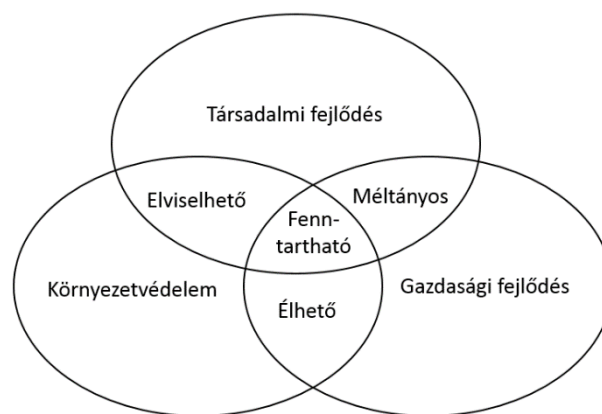 Társadalmi fejlődés
Elviselhető
Méltányos
Fenn-
tartható
Környezetvédelem
Gazdasági fejlődés
Élhető